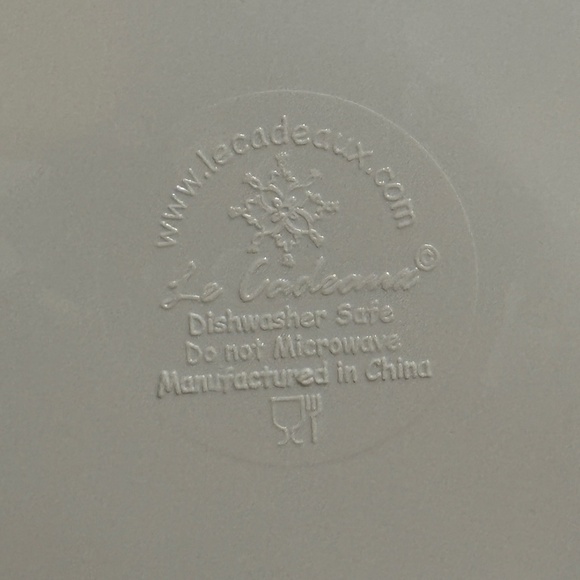 www.lecadeaux.com
Le Cadeaux©
Dishwasher Safe
Do not Microwave
Manufactured in China